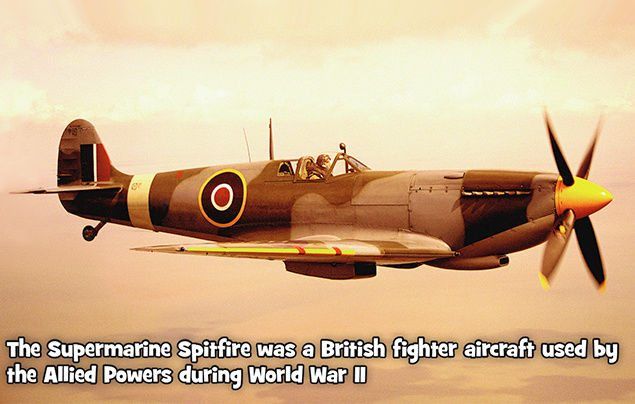 The Supermarine Spitfire was a British fighter aircraft used by
the Allied Powers during World War II